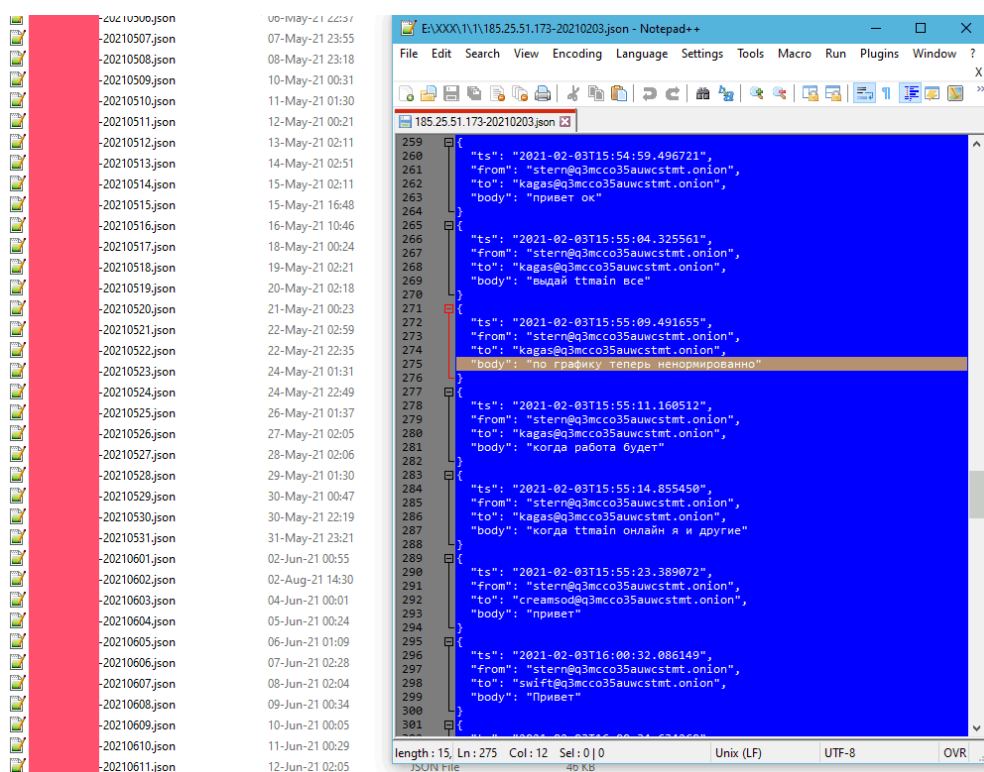 -20210506.json 06-May-21 22:37
-20210507.json 07-May-21 23:55
-20210508.json 08-May-21 23:18
-20210509.json 10-May-21 00:31
-20210510.json 11-May-21 01:30
-20210511.json 12-May-21 00:21
-20210512.json 13-May-21 02:11
-20210513.json 14-May-21 02:51
-20210514.json 15-May-21 02:11
-20210515.json 15-May-21 16:48
-20210516.json 16-May-21 10:46
-20210517.json 18-May-21 00:24
-20210518.json 19-May-21 02:21
-20210519.json 20-May-21 02:18
-20210520.json 21-May-21 00:23
-20210521.json 22-May-21 02:59
-20210522.json 22-May-21 22:35
-20210523.json 24-May-21 01:31
-20210524.json 24-May-21 22:49
-20210525.json 26-May-21 01:37
-20210526.json 27-May-21 02:05
-20210527.json 28-May-21 02:06
-20210528.json 29-May-21 01:30
-20210529.json 30-May-21 00:47
-20210530.json 30-May-21 22:19
-20210531.json 31-May-21 23:21
-20210601.json 02-Jun-21 00:55
-20210602.json 02-Aug-21 14:30
-20210603.json 04-Jun-21 00:01
-20210604.json 05-Jun-21 00:24
-20210605.json 06-Jun-21 01:09
-20210606.json 07-Jun-21 02:28
-20210607.json 08-Jun-21 02:04
-20210608.json 09-Jun-21 00:34
-20210609.json 10-Jun-21 00:05
-20210610.json 11-Jun-21 00:29
-20210611.json 12-Jun-21 02:05
JSON File 46 KB
E:\XXX\1\1\185.25.51.173-20210203.json - Notepad++
File Edit Search View Encoding Language Settings Tools Macro Run Plugins Window ?
X
185.25.51.173-20210203.json
259 {
260 "ts": "2021-02-03T15:54:59.496721",
261 "from": "stern@q3mcco35auwcstmt.onion",
262 "to": "kagas@q3mcco35auwcstmt.onion",
263 "body": "привет ок"
264 }
265 {
266 "ts": "2021-02-03T15:55:04.325561",
267 "from": "stern@q3mcco35auwcstmt.onion",
268 "to": "kagas@q3mcco35auwcstmt.onion",
269 "body": "выдай ttmain все"
270 }
271 {
272 "ts": "2021-02-03T15:55:09.491655",
273 "from": "stern@q3mcco35auwcstmt.onion",
274 "to": "kagas@q3mcco35auwcstmt.onion",
275 "body": "по графику теперь ненормированно"
276 }
277 {
278 "ts": "2021-02-03T15:55:11.160512",
279 "from": "stern@q3mcco35auwcstmt.onion",
280 "to": "kagas@q3mcco35auwcstmt.onion",
281 "body": "когда работа будет"
282 }
283 {
284 "ts": "2021-02-03T15:55:14.855450",
285 "from": "stern@q3mcco35auwcstmt.onion",
286 "to": "kagas@q3mcco35auwcstmt.onion",
287 "body": "когда ttmain онлайн я и другие"
288 }
289 {
290 "ts": "2021-02-03T15:55:23.389072",
291 "from": "stern@q3mcco35auwcstmt.onion",
292 "to": "creamsod@q3mcco35auwcstmt.onion",
293 "body": "привет"
294 }
295 {
296 "ts": "2021-02-03T16:00:32.086149",
297 "from": "stern@q3mcco35auwcstmt.onion",
298 "to": "swift@q3mcco35auwcstmt.onion",
299 "body": "Привет"
300 }
301 {
length : 15, Ln : 275 Col : 12 Sel : 0 | 0 Unix (LF) UTF-8 OVR